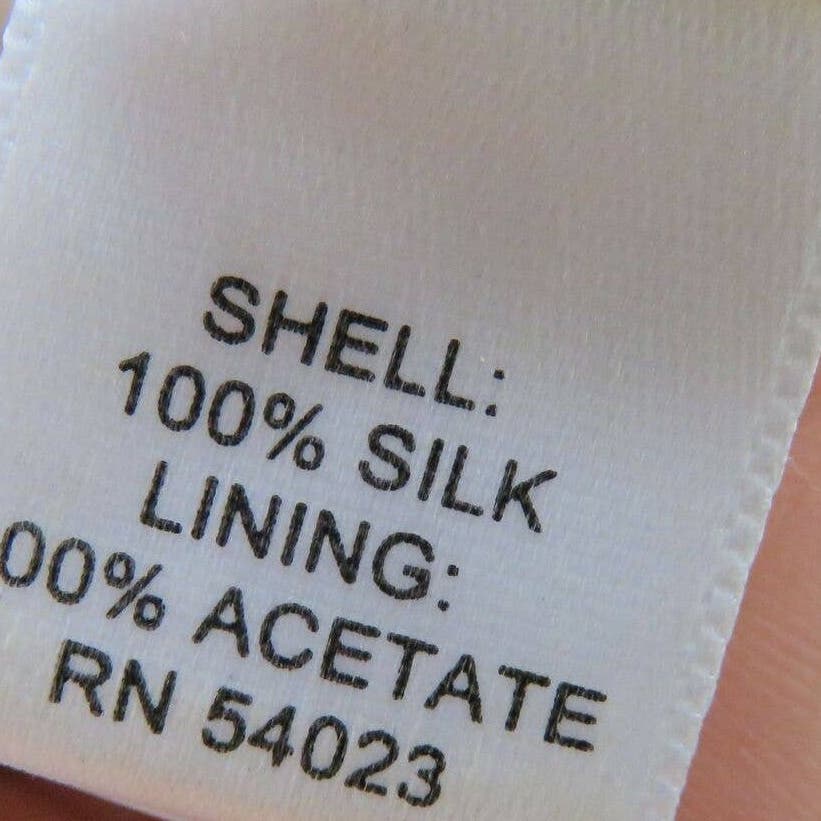 SHELL:
100% SILK
LINING:
00% ACETATE
RN 54023